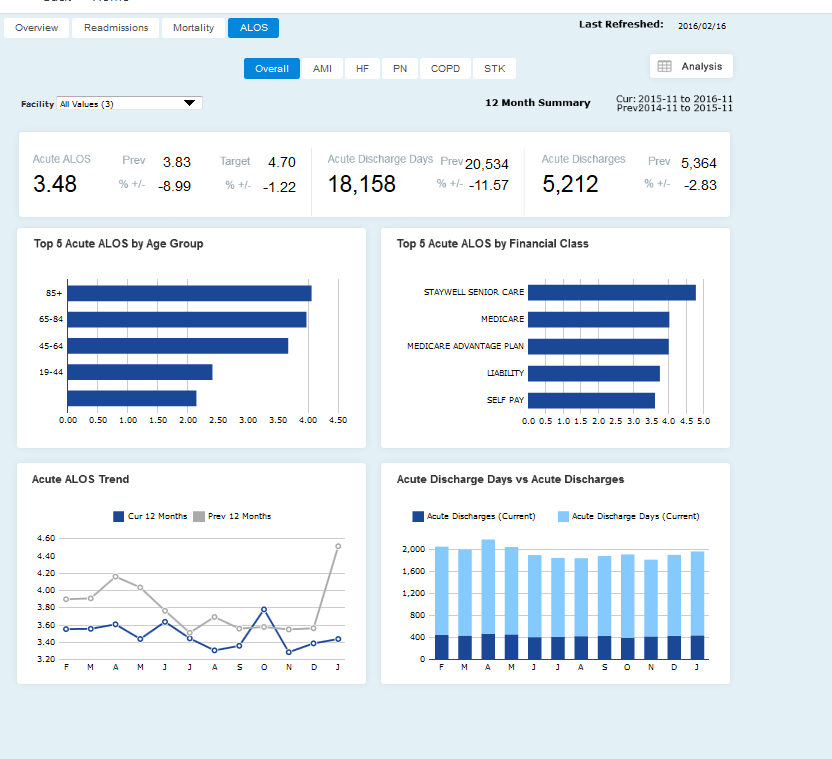 Overview Readmissions Mortality ALOS
Last Refreshed: 2016/02/16
Overall AMI HF PN COPD STK
Analysis
Facility All Values (3)
12 Month Summary
Cur: 2015-11 to 2016-11
Prev2014-11 to 2015-11
Acute ALOS Prev 3.83 Target 4.70
3.48 % +/- -8.99 % +/- -1.22
Acute Discharge Days Prev 20,534
18,158 % +/- -11.57
Acute Discharges Prev 5,364
5,212 % +/- -2.83
Top 5 Acute ALOS by Age Group
85+
65-84
45-64
19-44
0.00 0.50 1.00 1.50 2.00 2.50 3.00 3.50 4.00 4.50
Top 5 Acute ALOS by Financial Class
STAYWELL SENIOR CARE
MEDICARE
MEDICARE ADVANTAGE PLAN
LIABILITY
SELF PAY
0.0 0.5 1.0 1.5 2.0 2.5 3.0 3.5 4.0 4.5 5.0
Acute ALOS Trend
Cur 12 Months Prev 12 Months
4.60
4.40
4.20
4.00
3.80
3.60
3.40
3.20
F M A M J J A S O N D J
Acute Discharge Days vs Acute Discharges
Acute Discharges (Current) Acute Discharge Days (Current)
2,000
1,600
1,200
800
400
0
F M A M J J A S O N D J